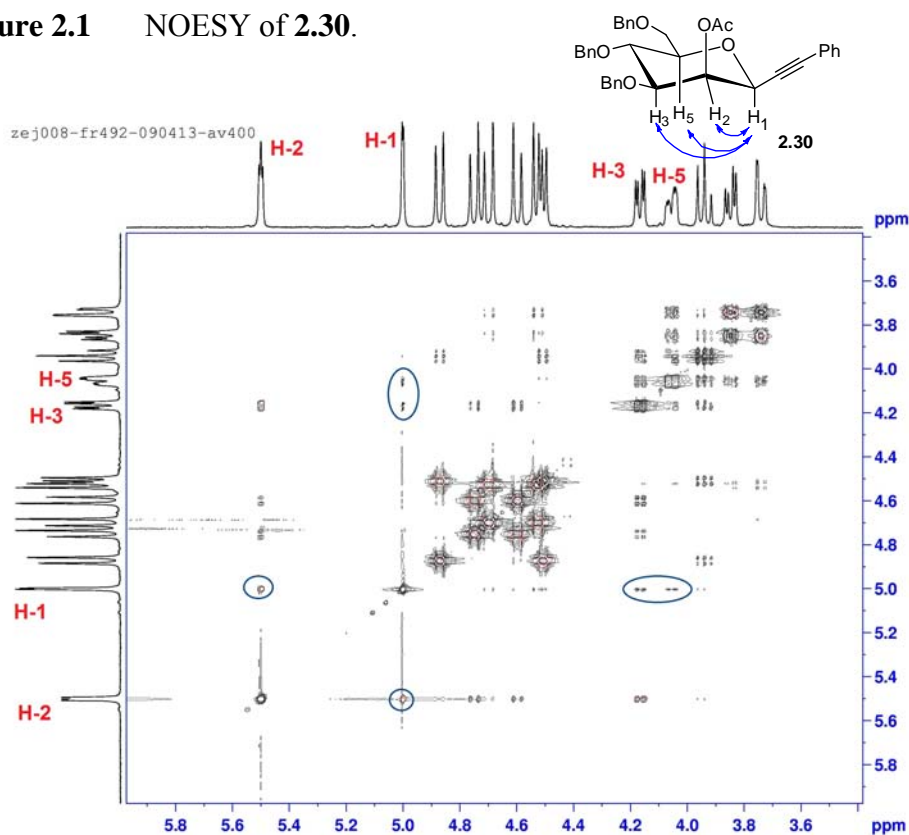 ure 2.1 NOESY of 2.30.
OAc
BnO
BnO
O
Ph
BnO
H3 H5 H2 H1
2.30
zej008-fr492-090413-av400
H-2
H-1
H-3
H-5
ppm
3.6
3.8
H-5
4.0
H-3
4.2
4.4
4.6
4.8
H-1
5.0
5.2
5.4
H-2
5.6
5.8
5.8 5.6 5.4 5.2 5.0 4.8 4.6 4.4 4.2 4.0 3.8 3.6 ppm